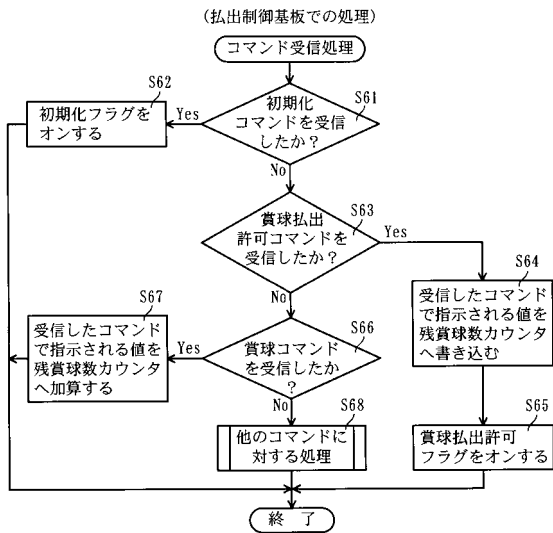 (払出制御基板での処理)
コマンド受信処理
S61
初期化
コマンドを受信
したか?
Yes
No
S62
初期化フラグを
オンする
S63
賞球払出
許可コマンドを
受信したか?
Yes
No
S64
受信したコマンド
で指示される値を
残賞球数カウンタ
へ書き込む
S65
賞球払出許可
フラグをオンする
S66
賞球コマンド
を受信したか
?
Yes
No
S67
受信したコマンド
で指示される値を
残賞球数カウンタ
へ加算する
S68
他のコマンドに
対する処理
終 了